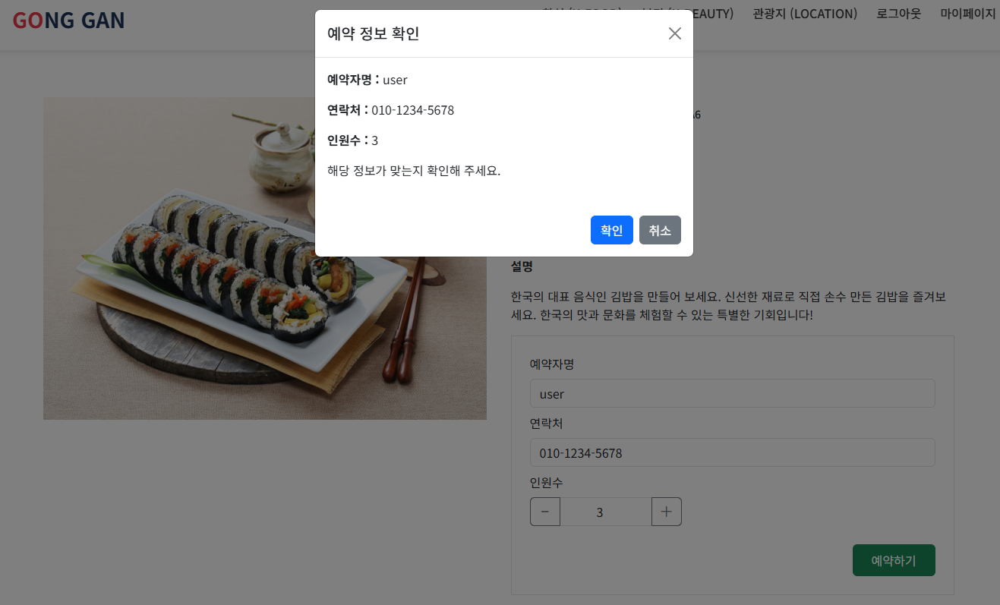 GONG GAN
BEAUTY)
관광지 (LOCATION)
로그아웃
마이페이지
예약 정보 확인
예약자명 : user
연락처 : 010-1234-5678
인원수 : 3
해당 정보가 맞는지 확인해 주세요.
확인
취소
설명
한국의 대표 음식인 김밥을 만들어 보세요. 신선한 재료로 직접 손수 만든 김밥을 즐겨보
세요. 한국의 맛과 문화를 체험할 수 있는 특별한 기회입니다!
예약자명
user
연락처
010-1234-5678
인원수
− 3 +
예약하기